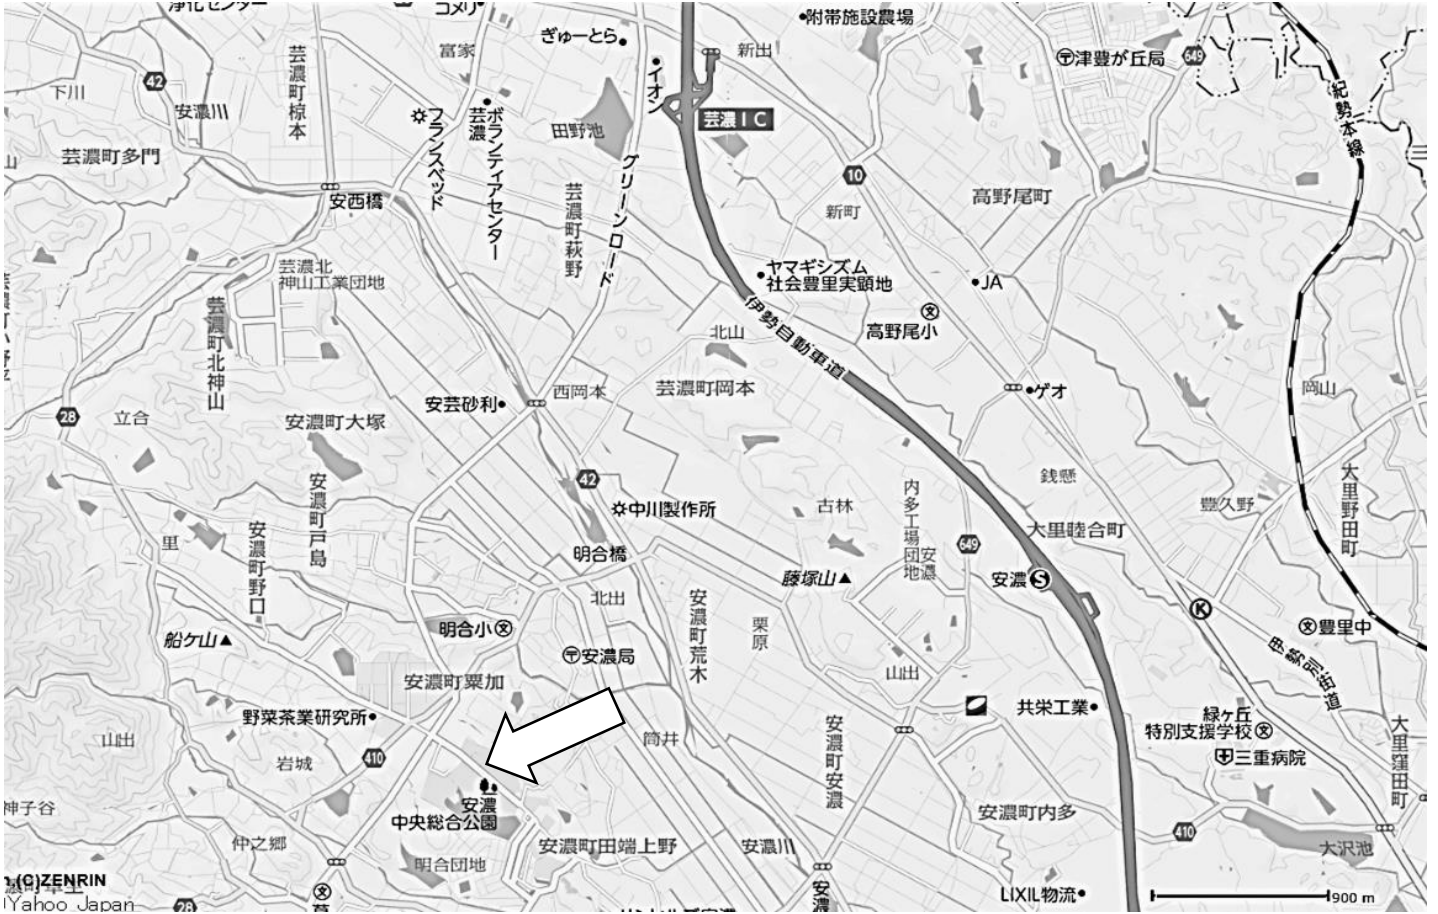 浄化センター
コメリ
ぎゅーとら
附帯施設農場
富家
新出
津豊が丘局
649
芸濃町椋本
イオン
42
下川
安濃川
芸濃ICは
芸濃
ボランティアセンター
フランスベッド
田野池
グリーンロード
芸濃IC
紀勢本線
芸濃町多門
10
安西橋
芸濃町萩野
新町
高野尾町
芸濃北
神山工業団地
ヤマギシズム
社会豊里実顕地
JA
伊勢自動車道
高野尾小
芸濃町北神山
北山
西岡本
芸濃町岡本
ゲオ
岡山
28
立合
安芸砂利
安濃町大塚
安濃町戸島
42
中川製作所
古林
内多工場団地
安濃
銭懸
豊久野
大里野田町
大里睦合町
里
安濃町野口
明合橋
649
藤塚山
安濃
S
北出
安濃町荒木
栗原
K
豊里中
船ケ山
明合小
安濃局
伊勢別街道
安濃町粟加
山出
野菜茶業研究所
共栄工業
緑ヶ丘
特別支援学校
山出
筒井
安濃町安濃
三重病院
大里窪田町
岩城
410
安濃
中央総合公園
神子谷
安濃町内多
410
仲之郷
明合団地
安濃町田端上野
安濃川
大沢池
(C)ZENRIN
Yahoo Japan
28
LIXIL物流
900 m